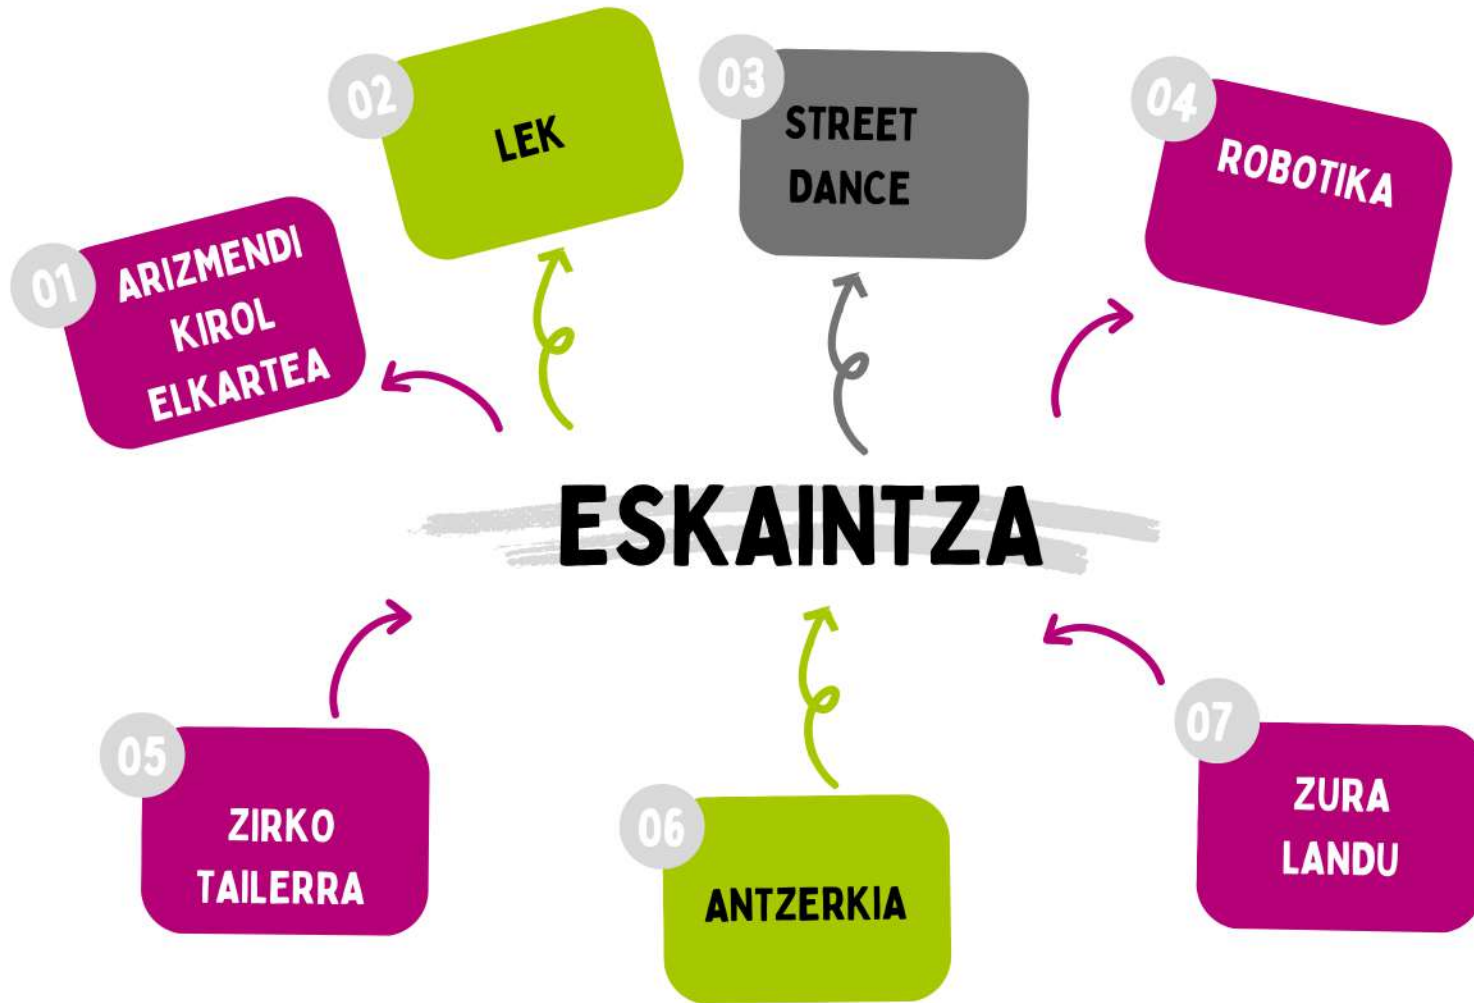 01
ARIZMENDI
KIROL
ELKARTEA
02
LEK
03
STREET
DANCE
04
ROBOTIKA
ESKAINTZA
05
ZIRKO
TAILERRA
06
ANTZERKIA
07
ZURA
LANDU